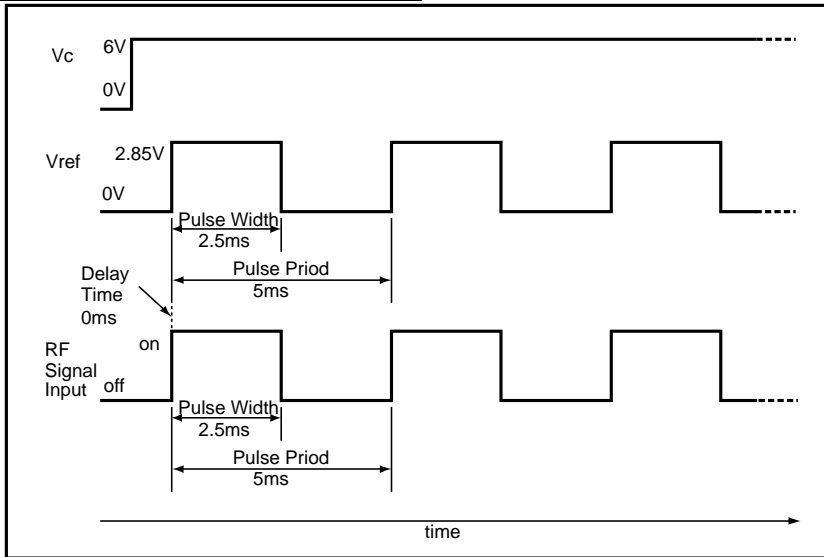 Vc
6V
0V
Vref
2.85V
0V
Pulse Width
2.5ms
Pulse Priod
5ms
Delay
Time
0ms
RF
Signal
Input
on
off
Pulse Width
2.5ms
Pulse Priod
5ms
time